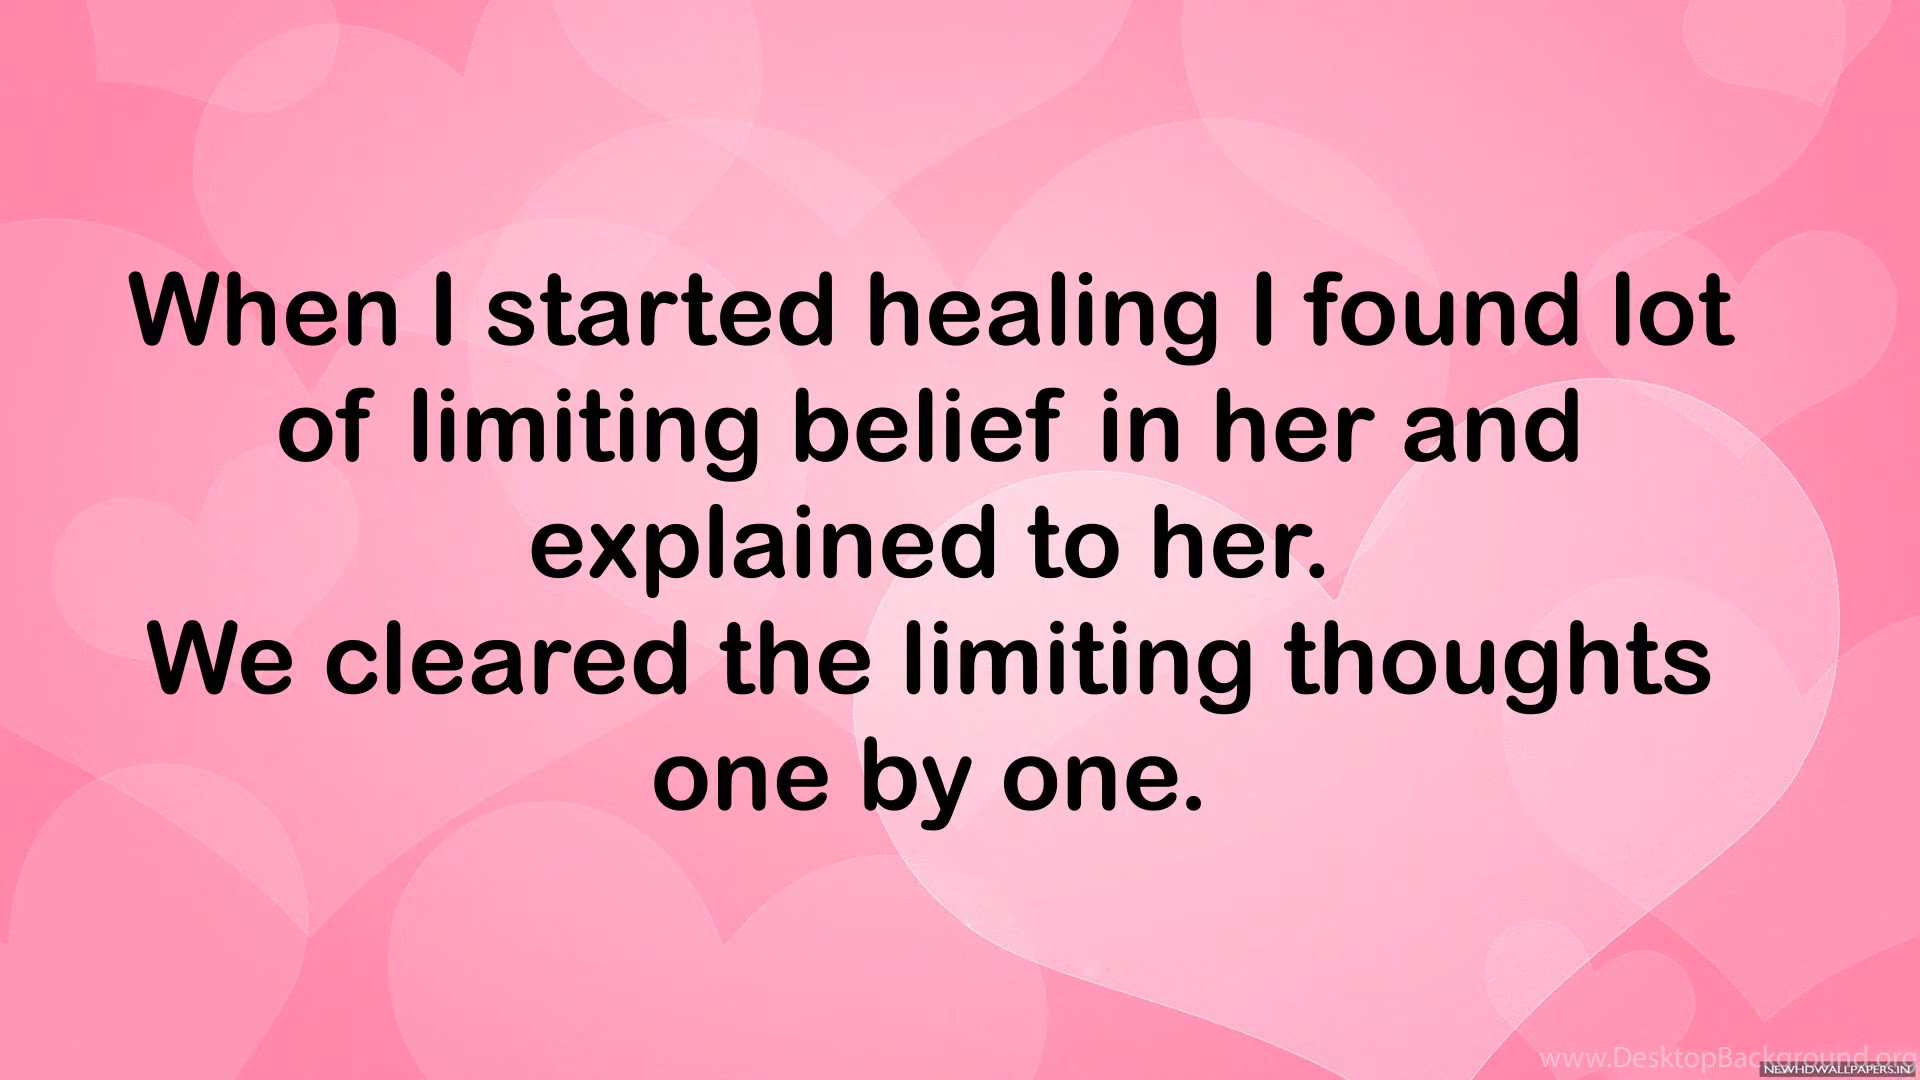 When I started healing I found lot
of limiting belief in her and
explained to her.
We cleared the limiting thoughts
one by one.
www.DesktopBackground.org
NEWHDWALLPAPERS.IN